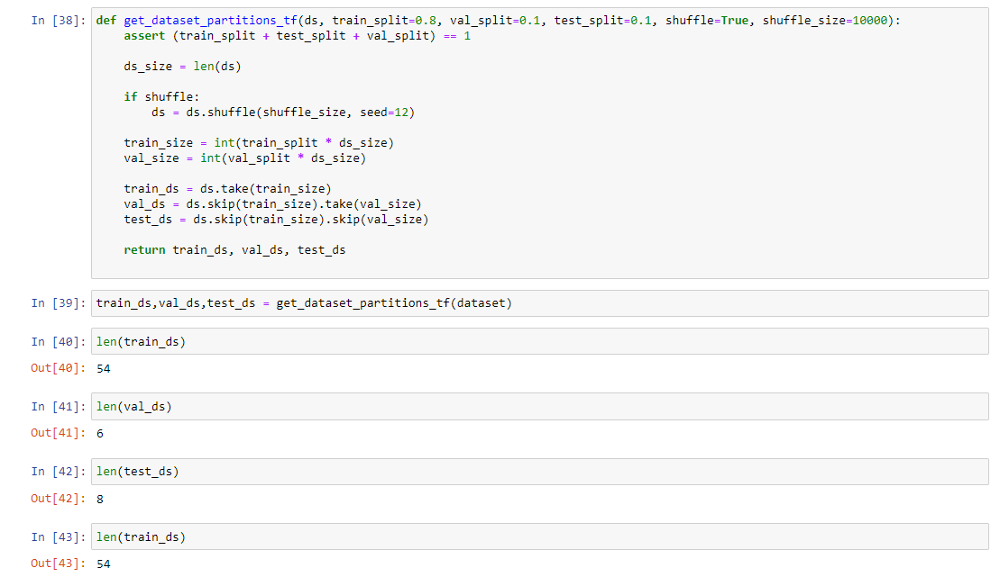 In [38]: def get_dataset_partitions_tf(ds, train_split=0.8, val_split=0.1, test_split=0.1, shuffle=True, shuffle_size=10000):
    assert (train_split + test_split + val_split) == 1

    ds_size = len(ds)

    if shuffle:
        ds = ds.shuffle(shuffle_size, seed=12)

    train_size = int(train_split * ds_size)
    val_size = int(val_split * ds_size)

    train_ds = ds.take(train_size)
    val_ds = ds.skip(train_size).take(val_size)
    test_ds = ds.skip(train_size).skip(val_size)

    return train_ds, val_ds, test_ds

In [39]: train_ds,val_ds,test_ds = get_dataset_partitions_tf(dataset)
In [40]: len(train_ds)
Out[40]: 54
In [41]: len(val_ds)
Out[41]: 6
In [42]: len(test_ds)
Out[42]: 8
In [43]: len(train_ds)
Out[43]: 54